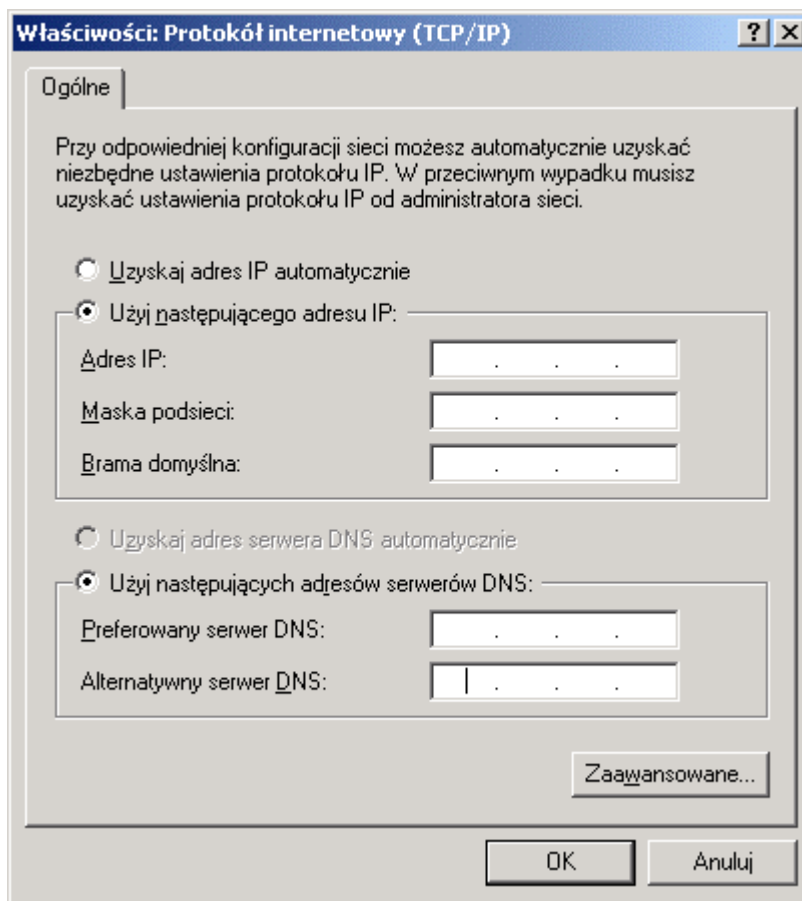 Właściwości: Protokół internetowy (TCP/IP)
Ogólne
Przy odpowiedniej konfiguracji sieci możesz automatycznie uzyskać
niezbędne ustawienia protokołu IP. W przeciwnym wypadku musisz
uzyskać ustawienia protokołu IP od administratora sieci.
Uzyskaj adres IP automatycznie
Użyj następującego adresu IP:
Adres IP:
Maska podsieci:
Brama domyślna:
Uzyskaj adres serwera DNS automatycznie
Użyj następujących adresów serwerów DNS:
Preferowany serwer DNS:
Alternatywny serwer DNS:
Zaawansowane...
OK Anuluj